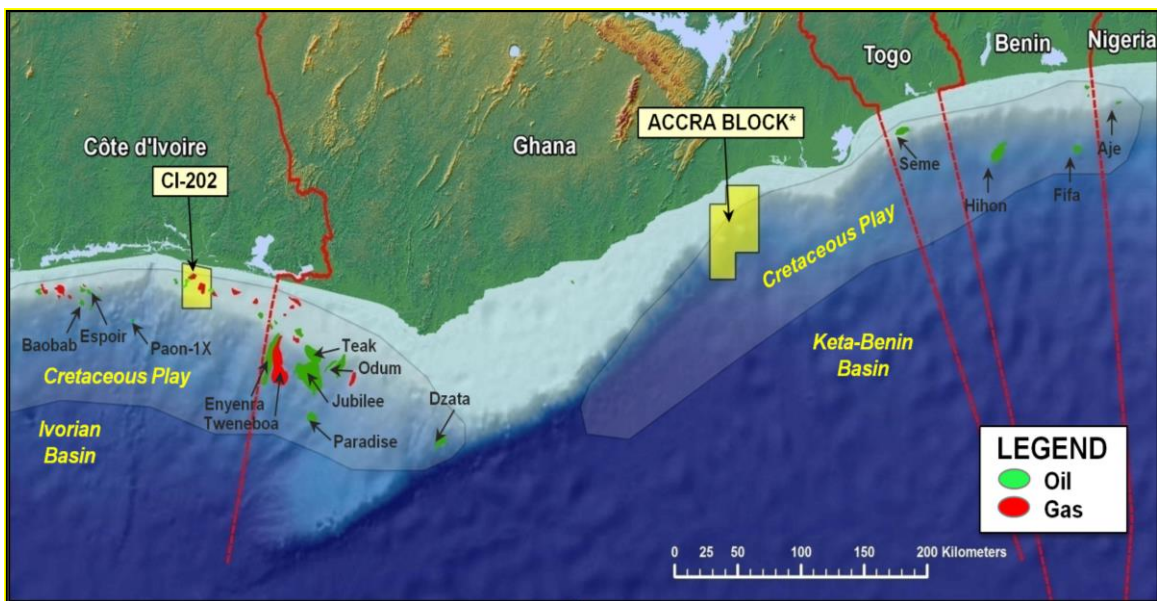 Togo
Benin
Nigeria
ACCRA BLOCK*
Côte d'Ivoire
Ghana
CI-202
Seme
Aje
Hihon
Fifa
Cretaceous Play
Baobab
Espoir
Paon-1X
Teak
Odum
Keta-Benin
Basin
Cretaceous Play
Enyenra
Tweneboa
Jubilee
Dzata
Ivorian
Basin
Paradise
LEGEND
Oil
Gas
0 25 50 100 150 200 Kilometers